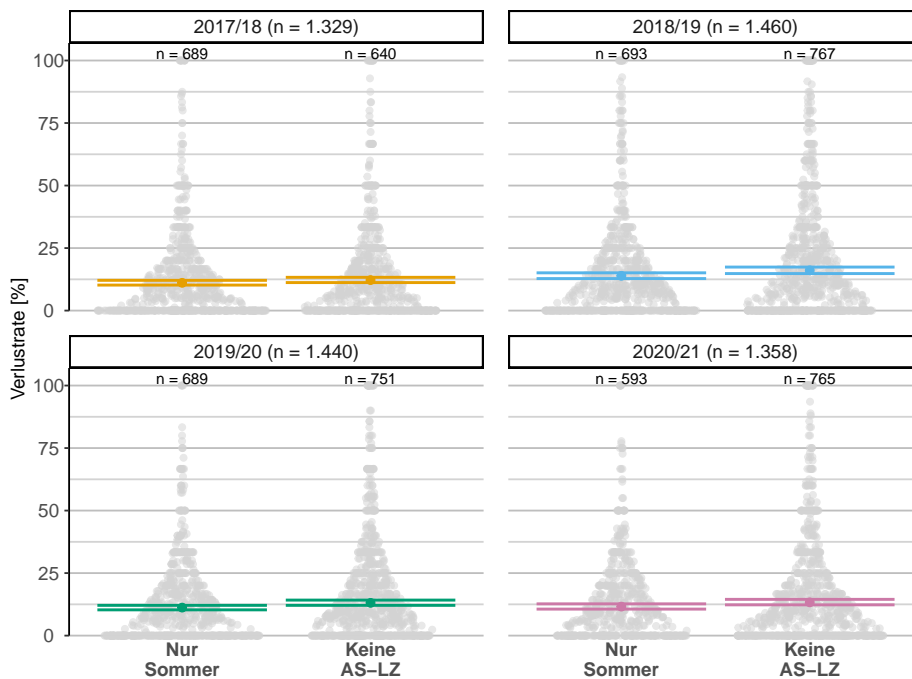 2017/18 (n = 1.329)
2018/19 (n = 1.460)
n = 689
n = 640
n = 693
n = 767
100
75
50
25
0
2019/20 (n = 1.440)
2020/21 (n = 1.358)
n = 689
n = 751
n = 593
n = 765
100
75
50
25
0
Verlustrate [%]
Nur
Sommer
Keine
AS−LZ
Nur
Sommer
Keine
AS−LZ